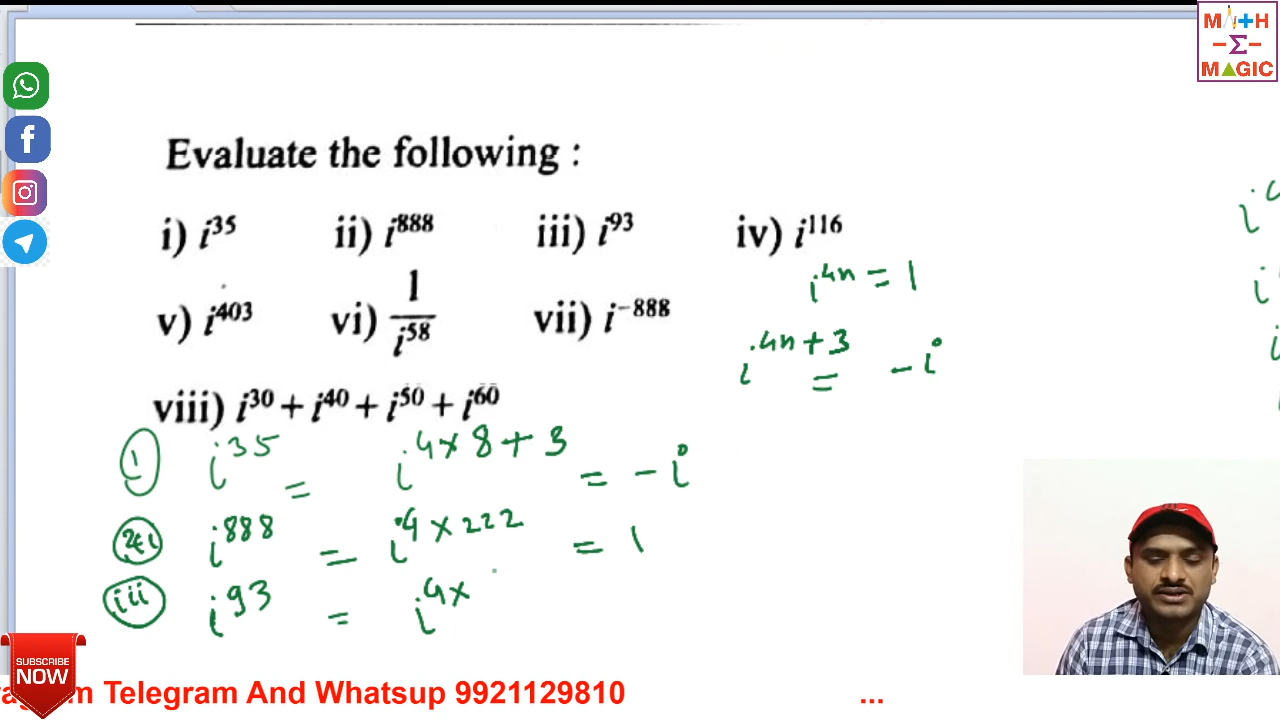 MATH
-Σ-
MAGIC
Evaluate the following :
i) i³⁵ ii) i⁸⁸⁸ iii) i⁹³ iv) i¹¹⁶
i⁴ⁿ = 1
v) i⁴⁰³ vi) 1/i⁵⁸ vii) i⁻⁸⁸⁸
i⁴ⁿ⁺³ = -i
viii) i³⁰ + i⁴⁰ + i⁵⁰ + i⁶⁰
① i³⁵ = i⁴ˣ⁸⁺³ = -i
i⁸⁸⁸ = i⁴ˣ²²² = 1
iii i⁹³ = i⁴ˣ
SUBSCRIBE
NOW
m Telegram And Whatsup 9921129810 ...